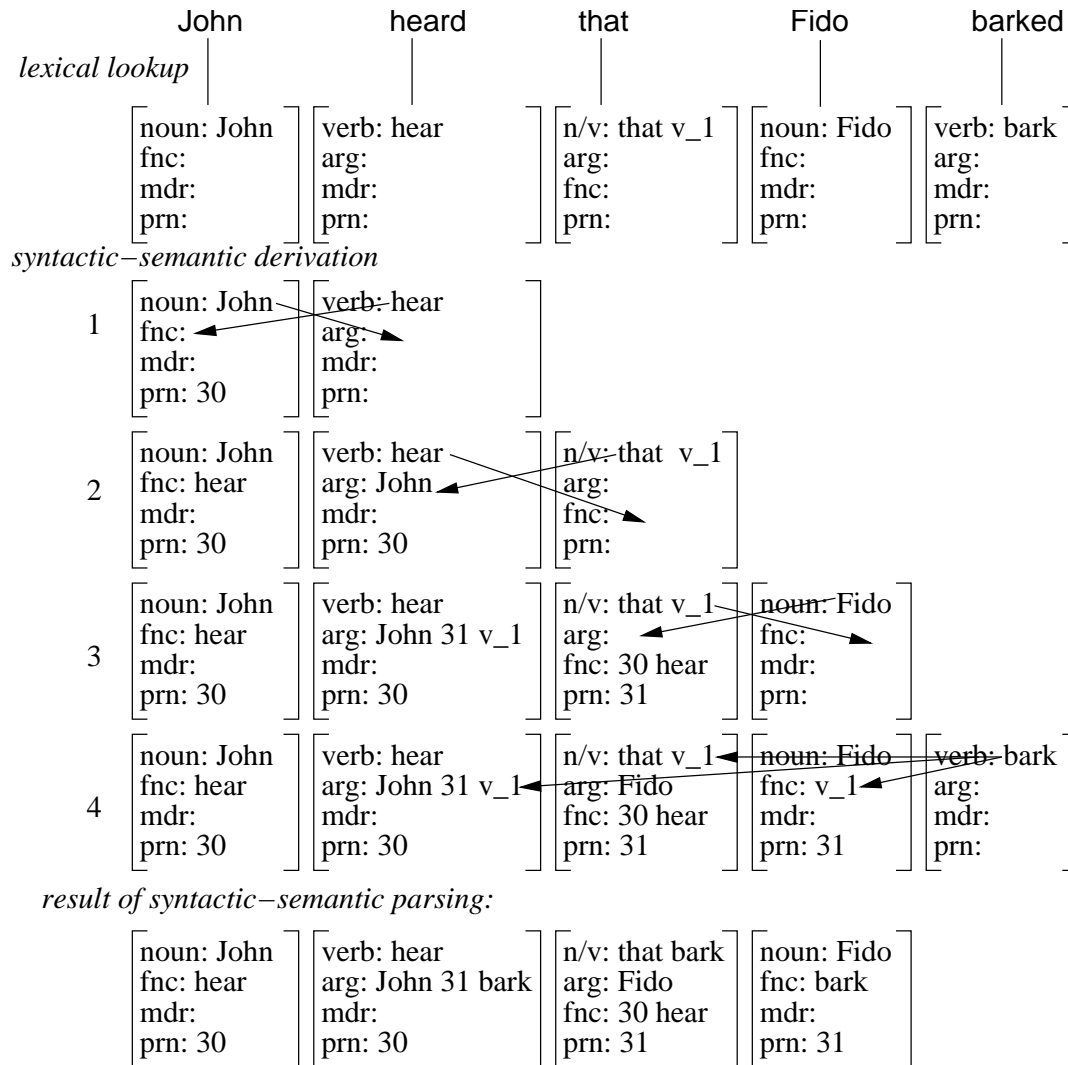 John heard that Fido barked
lexical lookup
noun: John verb: hear n/v: that v_1 noun: Fido verb: bark
fnc: arg: arg: fnc: arg:
mdr: mdr: fnc: mdr: mdr:
prn: prn: prn: prn: prn:
syntactic−semantic derivation
noun: John verb: hear
1 fnc: arg:
mdr: mdr:
prn: 30 prn:
noun: John verb: hear n/v: that v_1
2 fnc: hear arg: John arg:
mdr: mdr: fnc:
prn: 30 prn: 30 prn:
noun: John verb: hear n/v: that v_1 noun: Fido
fnc: hear arg: John 31 v_1 arg: fnc:
3 mdr: mdr: fnc: 30 hear mdr:
prn: 30 prn: 30 prn: 31 prn:
noun: John verb: hear n/v: that v_1 noun: Fido verb: bark
fnc: hear arg: John 31 v_1 arg: Fido fnc: v_1 arg:
4 mdr: mdr: fnc: 30 hear mdr: mdr:
prn: 30 prn: 30 prn: 31 prn: 31 prn:
result of syntactic−semantic parsing:
noun: John verb: hear n/v: that bark noun: Fido
fnc: hear arg: John 31 bark arg: Fido fnc: bark
mdr: mdr: fnc: 30 hear mdr:
prn: 30 prn: 30 prn: 31 prn: 31